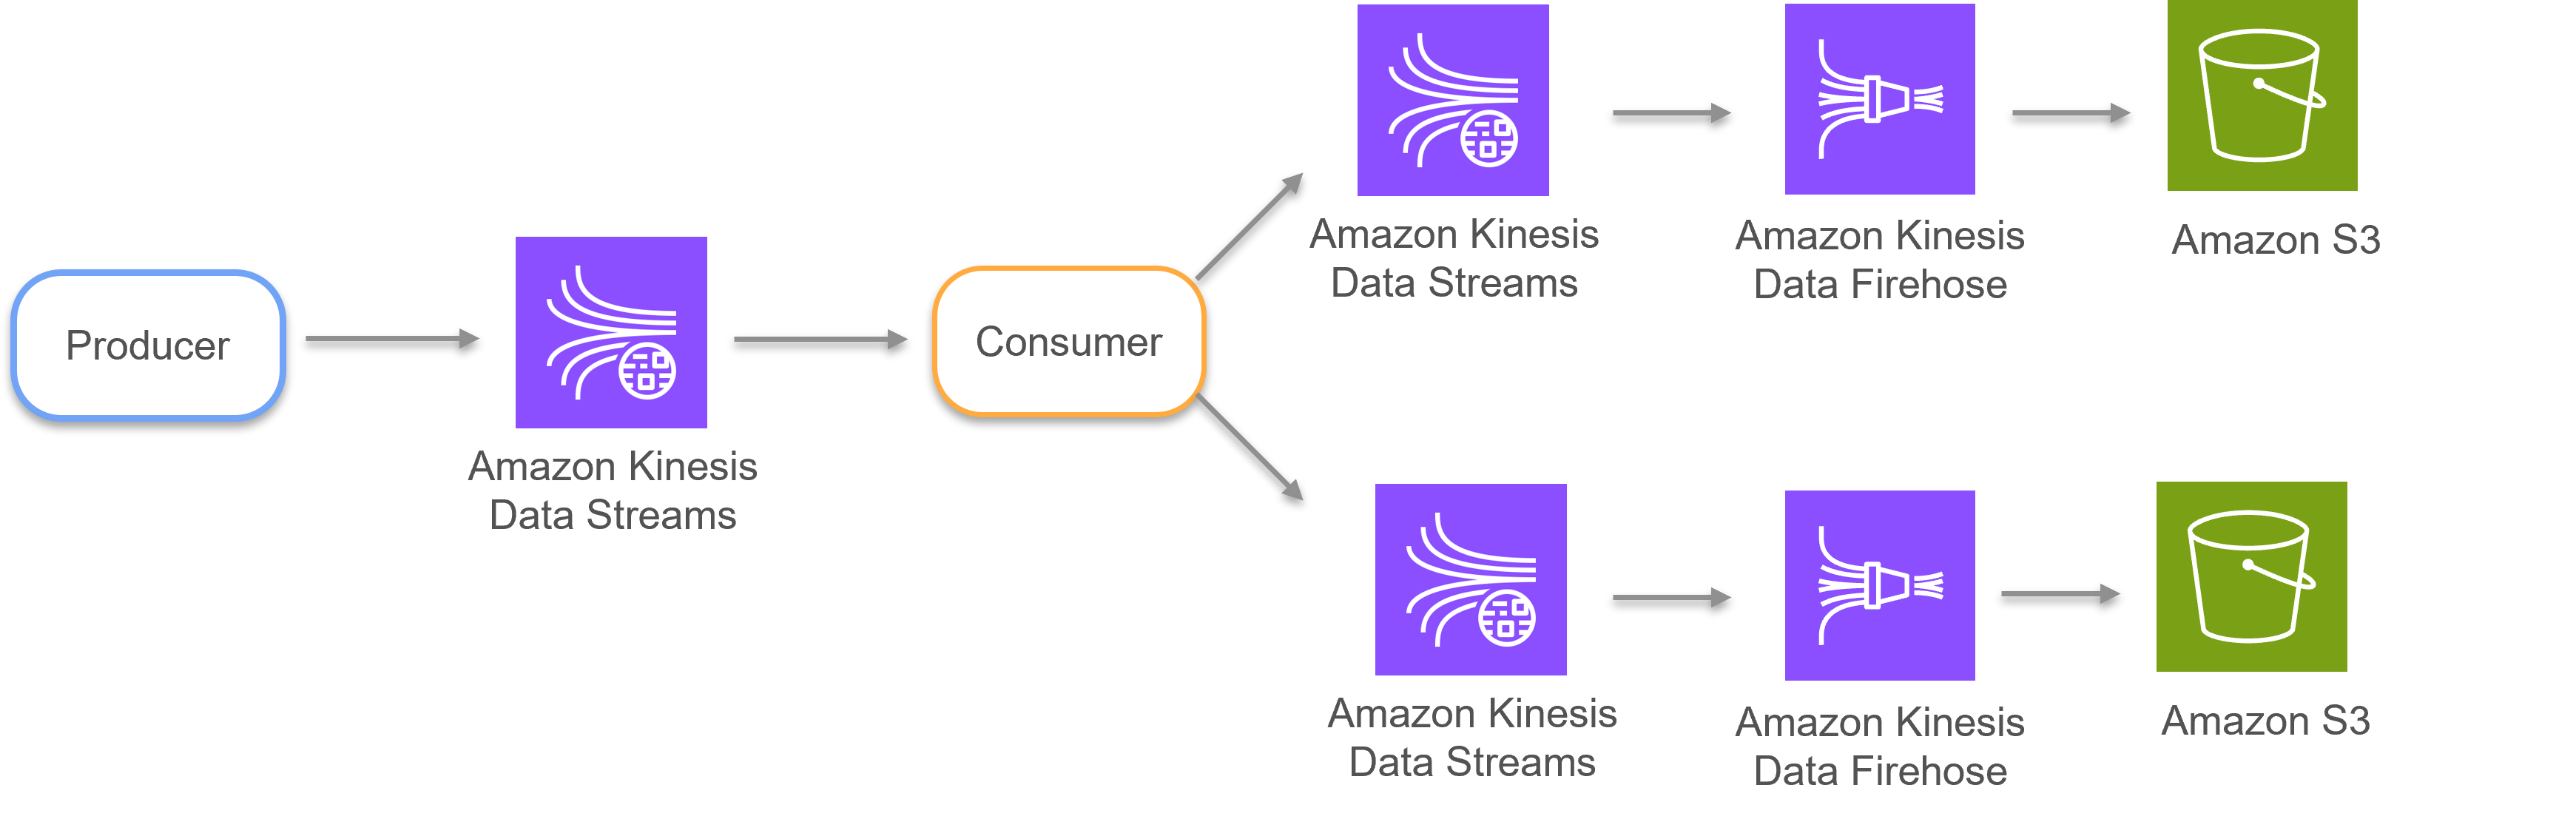 Producer
Amazon Kinesis
Data Streams
Consumer
Amazon Kinesis
Data Streams
Amazon Kinesis
Data Firehose
Amazon S3
Amazon Kinesis
Data Streams
Amazon Kinesis
Data Firehose
Amazon S3